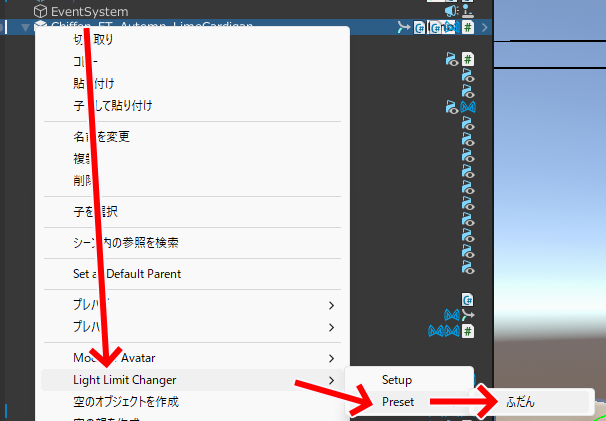 EventSystem
Chiffon_FT_Automn_LimeCardigan
切り取り
コピー
貼り付け
子として貼り付け
名前を変更
複製
削除
子を選択
シーン内の参照を検索
Set as Default Parent
プレハブ
プレハブ
Modular Avatar
Light Limit Changer
Setup
空のオブジェクトを作成
Preset
ふだん